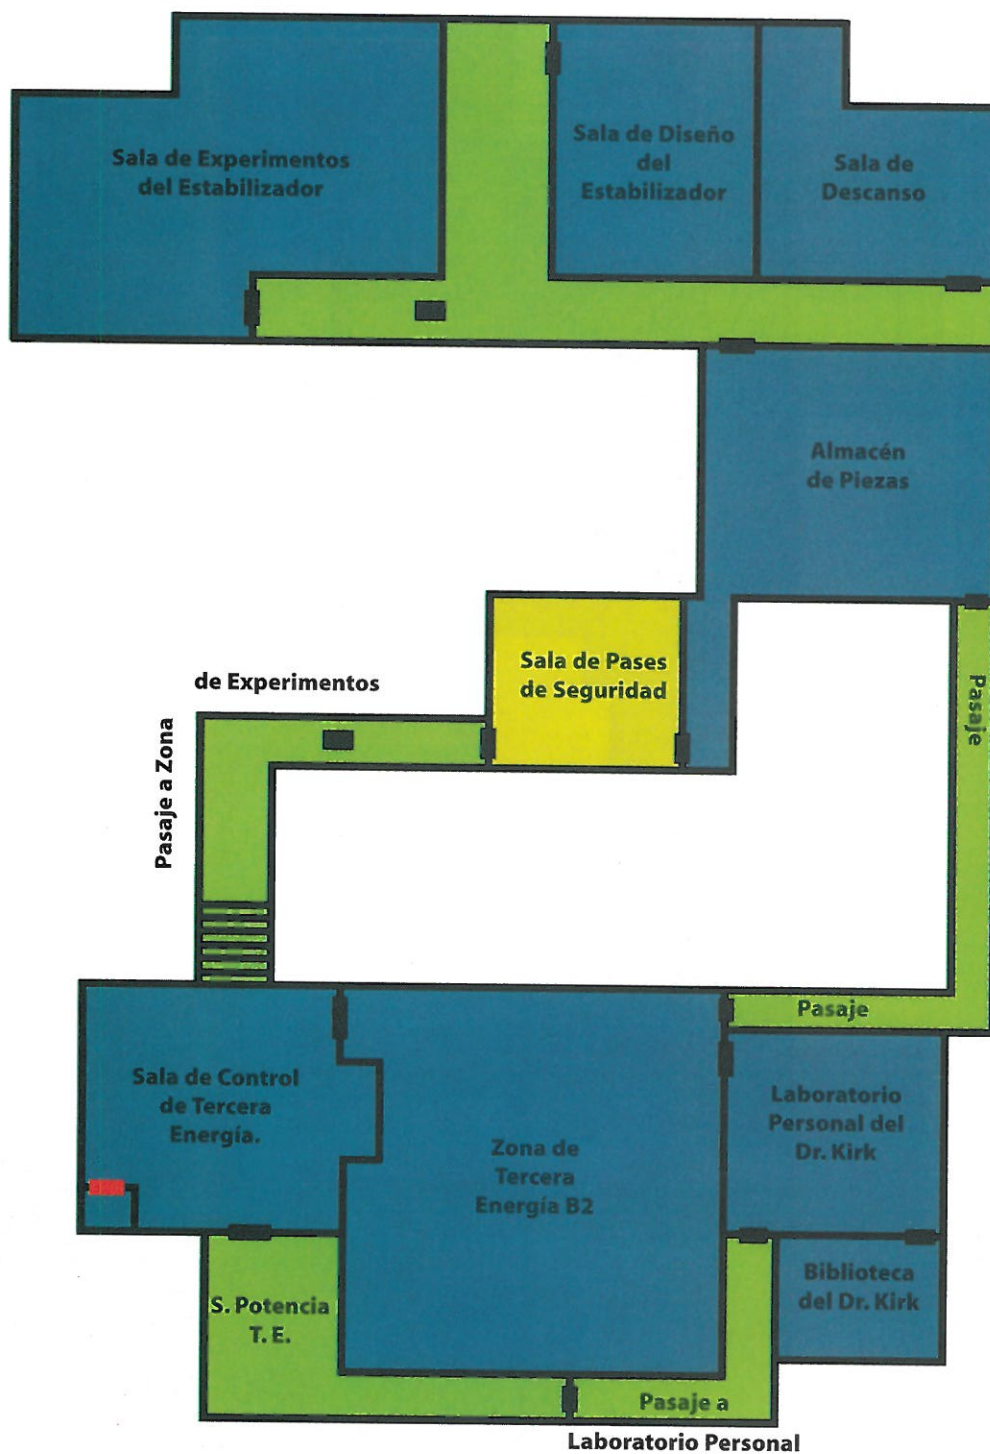 Sala de Experimentos
del Estabilizador
Sala de Diseño
del
Estabilizador
Sala de
Descanso
Almacén
de Piezas
Sala de Pases
de Seguridad
de Experimentos
Pasaje a Zona
Pasaje
Pasaje
Sala de Control
de Tercera
Energía.
Zona de
Tercera
Energía B2
Laboratorio
Personal del
Dr. Kirk
Biblioteca
del Dr. Kirk
S. Potencia
T. E.
Pasaje a
Laboratorio Personal